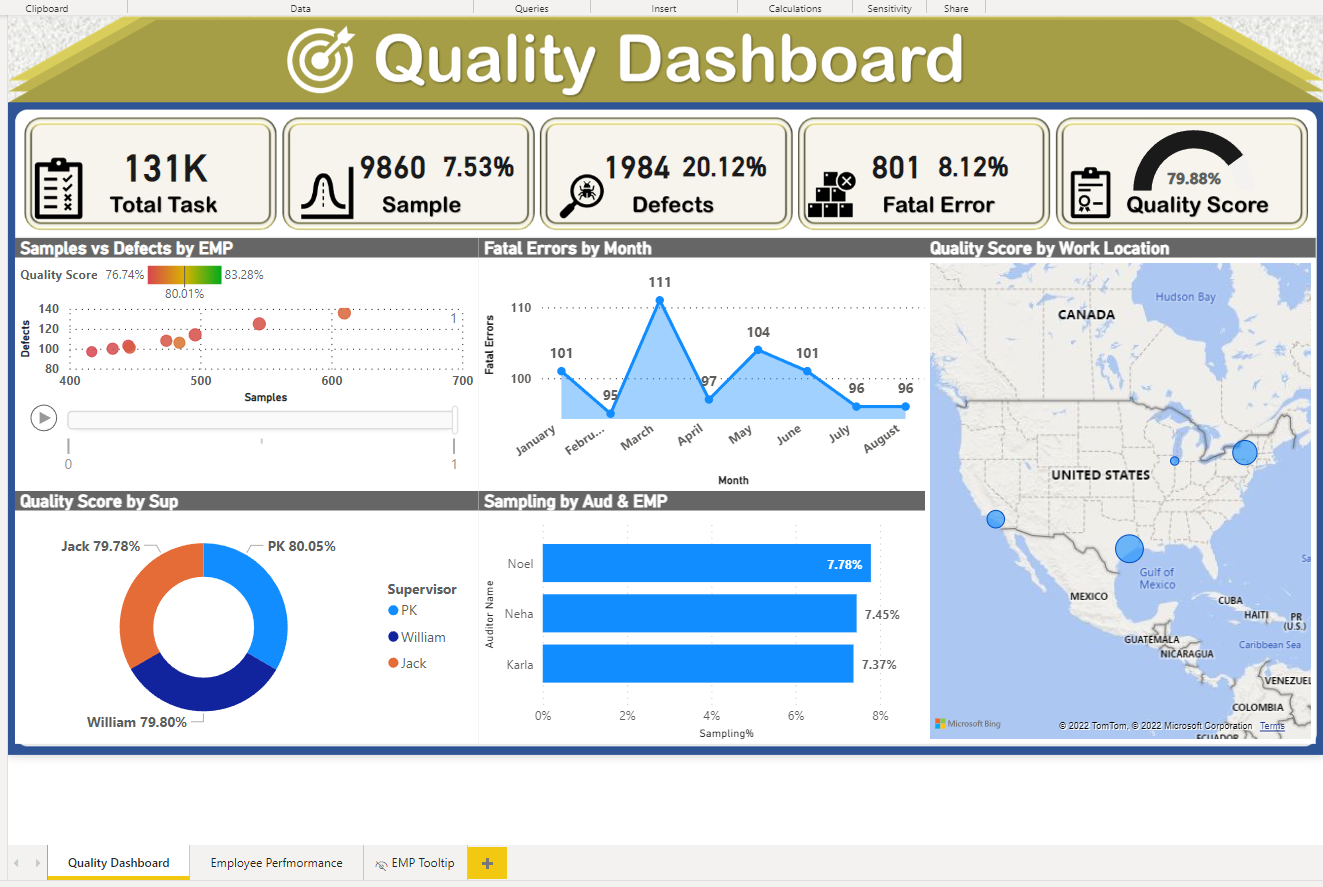 Clipboard Data Queries Insert Calculations Sensitivity Share
Quality Dashboard
131K
Total Task
9860 7.53%
Sample
1984 20.12%
Defects
801 8.12%
Fatal Error
79.88%
Quality Score
Samples vs Defects by EMP
Quality Score 76.74% 83.28%
80.01%
Defects
140
120
100
80
1
400 500 600 700
Samples
0 1
Fatal Errors by Month
Fatal Errors
110
100
101
95
111
97
104
101
96
96
January
Febru...
March
April
May
June
July
August
Month
Quality Score by Work Location
Hudson Bay
CANADA
UNITED STATES
Gulf of
Mexico
MEXICO
CUBA
HAITI
PR
(U.S.)
GUATEMALA
NICARAGUA
Caribbean Sea
Sa
VENEZUEL
COLOMBIA
ECUADOR
Microsoft Bing
© 2022 TomTom, © 2022 Microsoft Corporation Terms
Quality Score by Sup
Jack 79.78%
PK 80.05%
William 79.80%
Supervisor
PK
William
Jack
Sampling by Aud & EMP
Auditor Name
Noel 7.78%
Neha 7.45%
Karla 7.37%
0% 2% 4% 6% 8%
Sampling%
Quality Dashboard Employee Perfmormance EMP Tooltip